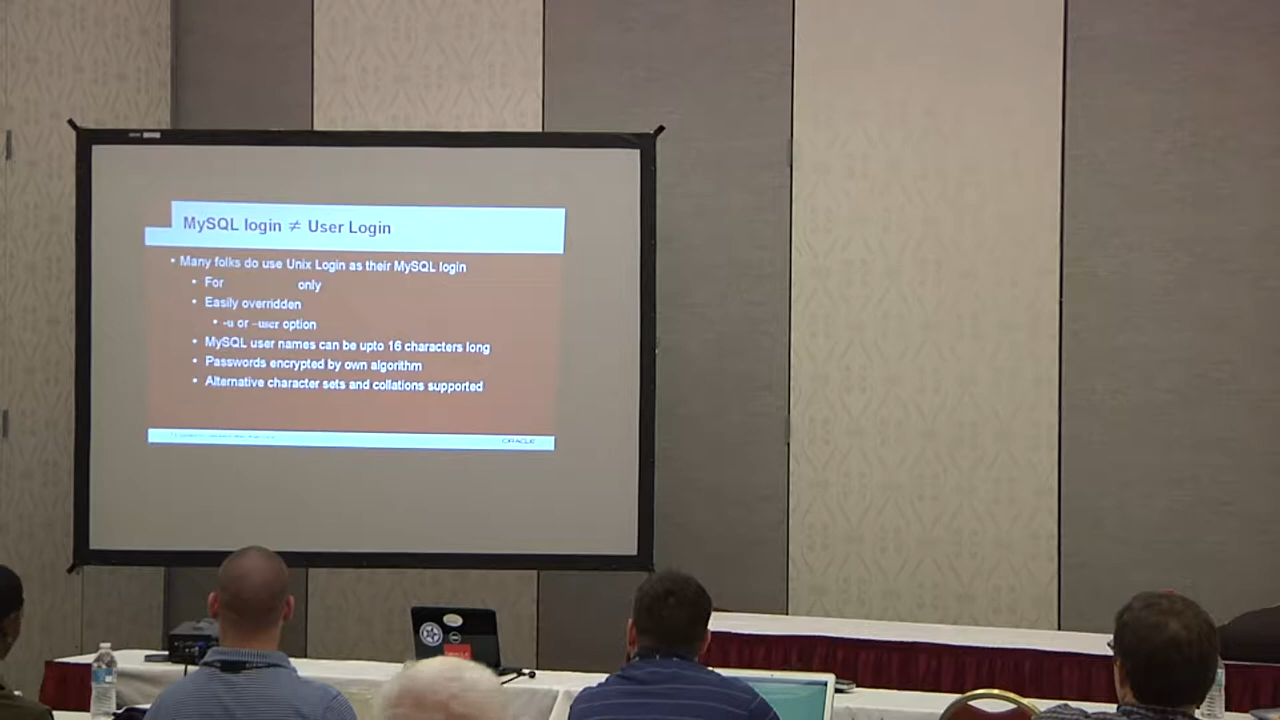 MySQL login ≠ User Login
• Many folks do use Unix Login as their MySQL login
• For only
• Easily overridden
• -u or –user option
• MySQL user names can be upto 16 characters long
• Passwords encrypted by own algorithm
• Alternative character sets and collations supported
ORACLE